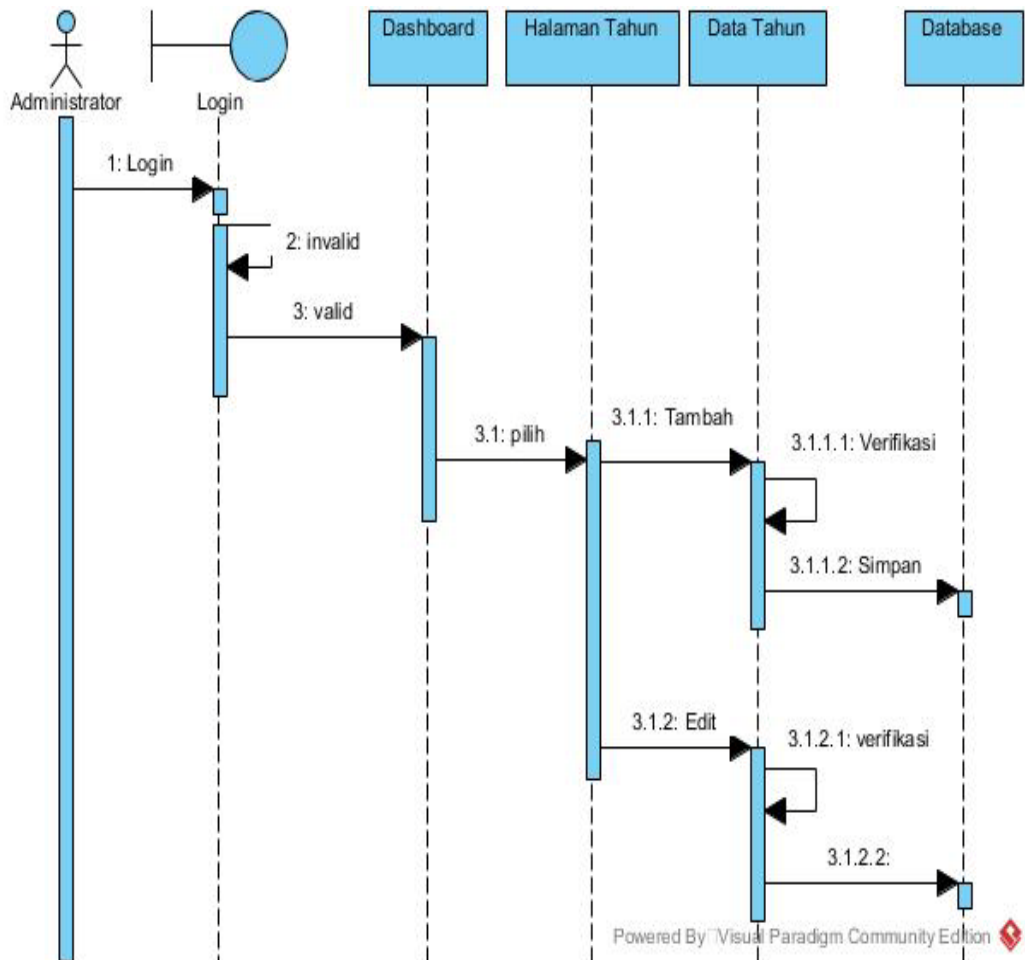 Dashboard
Halaman Tahun
Data Tahun
Database
Administrator
Login
1: Login
2: invalid
3: valid
3.1: pilih
3.1.1: Tambah
3.1.1.1: Verifikasi
3.1.1.2: Simpan
3.1.2: Edit
3.1.2.1: verifikasi
3.1.2.2:
Powered By Visual Paradigm Community Edition